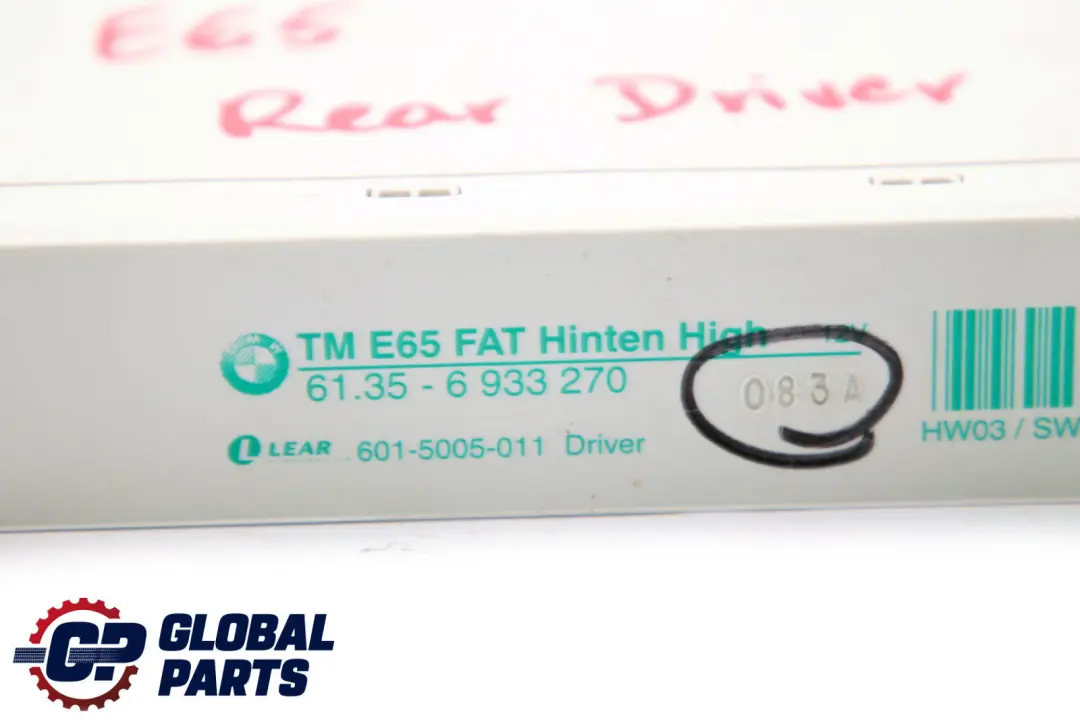 E65
Rear Driver
TM E65 FAT Hinten High 12V
61.35 - 6 933 270
083A
HW03 / SW
LEAR 601-5005-011 Driver
GP GLOBAL
PARTS